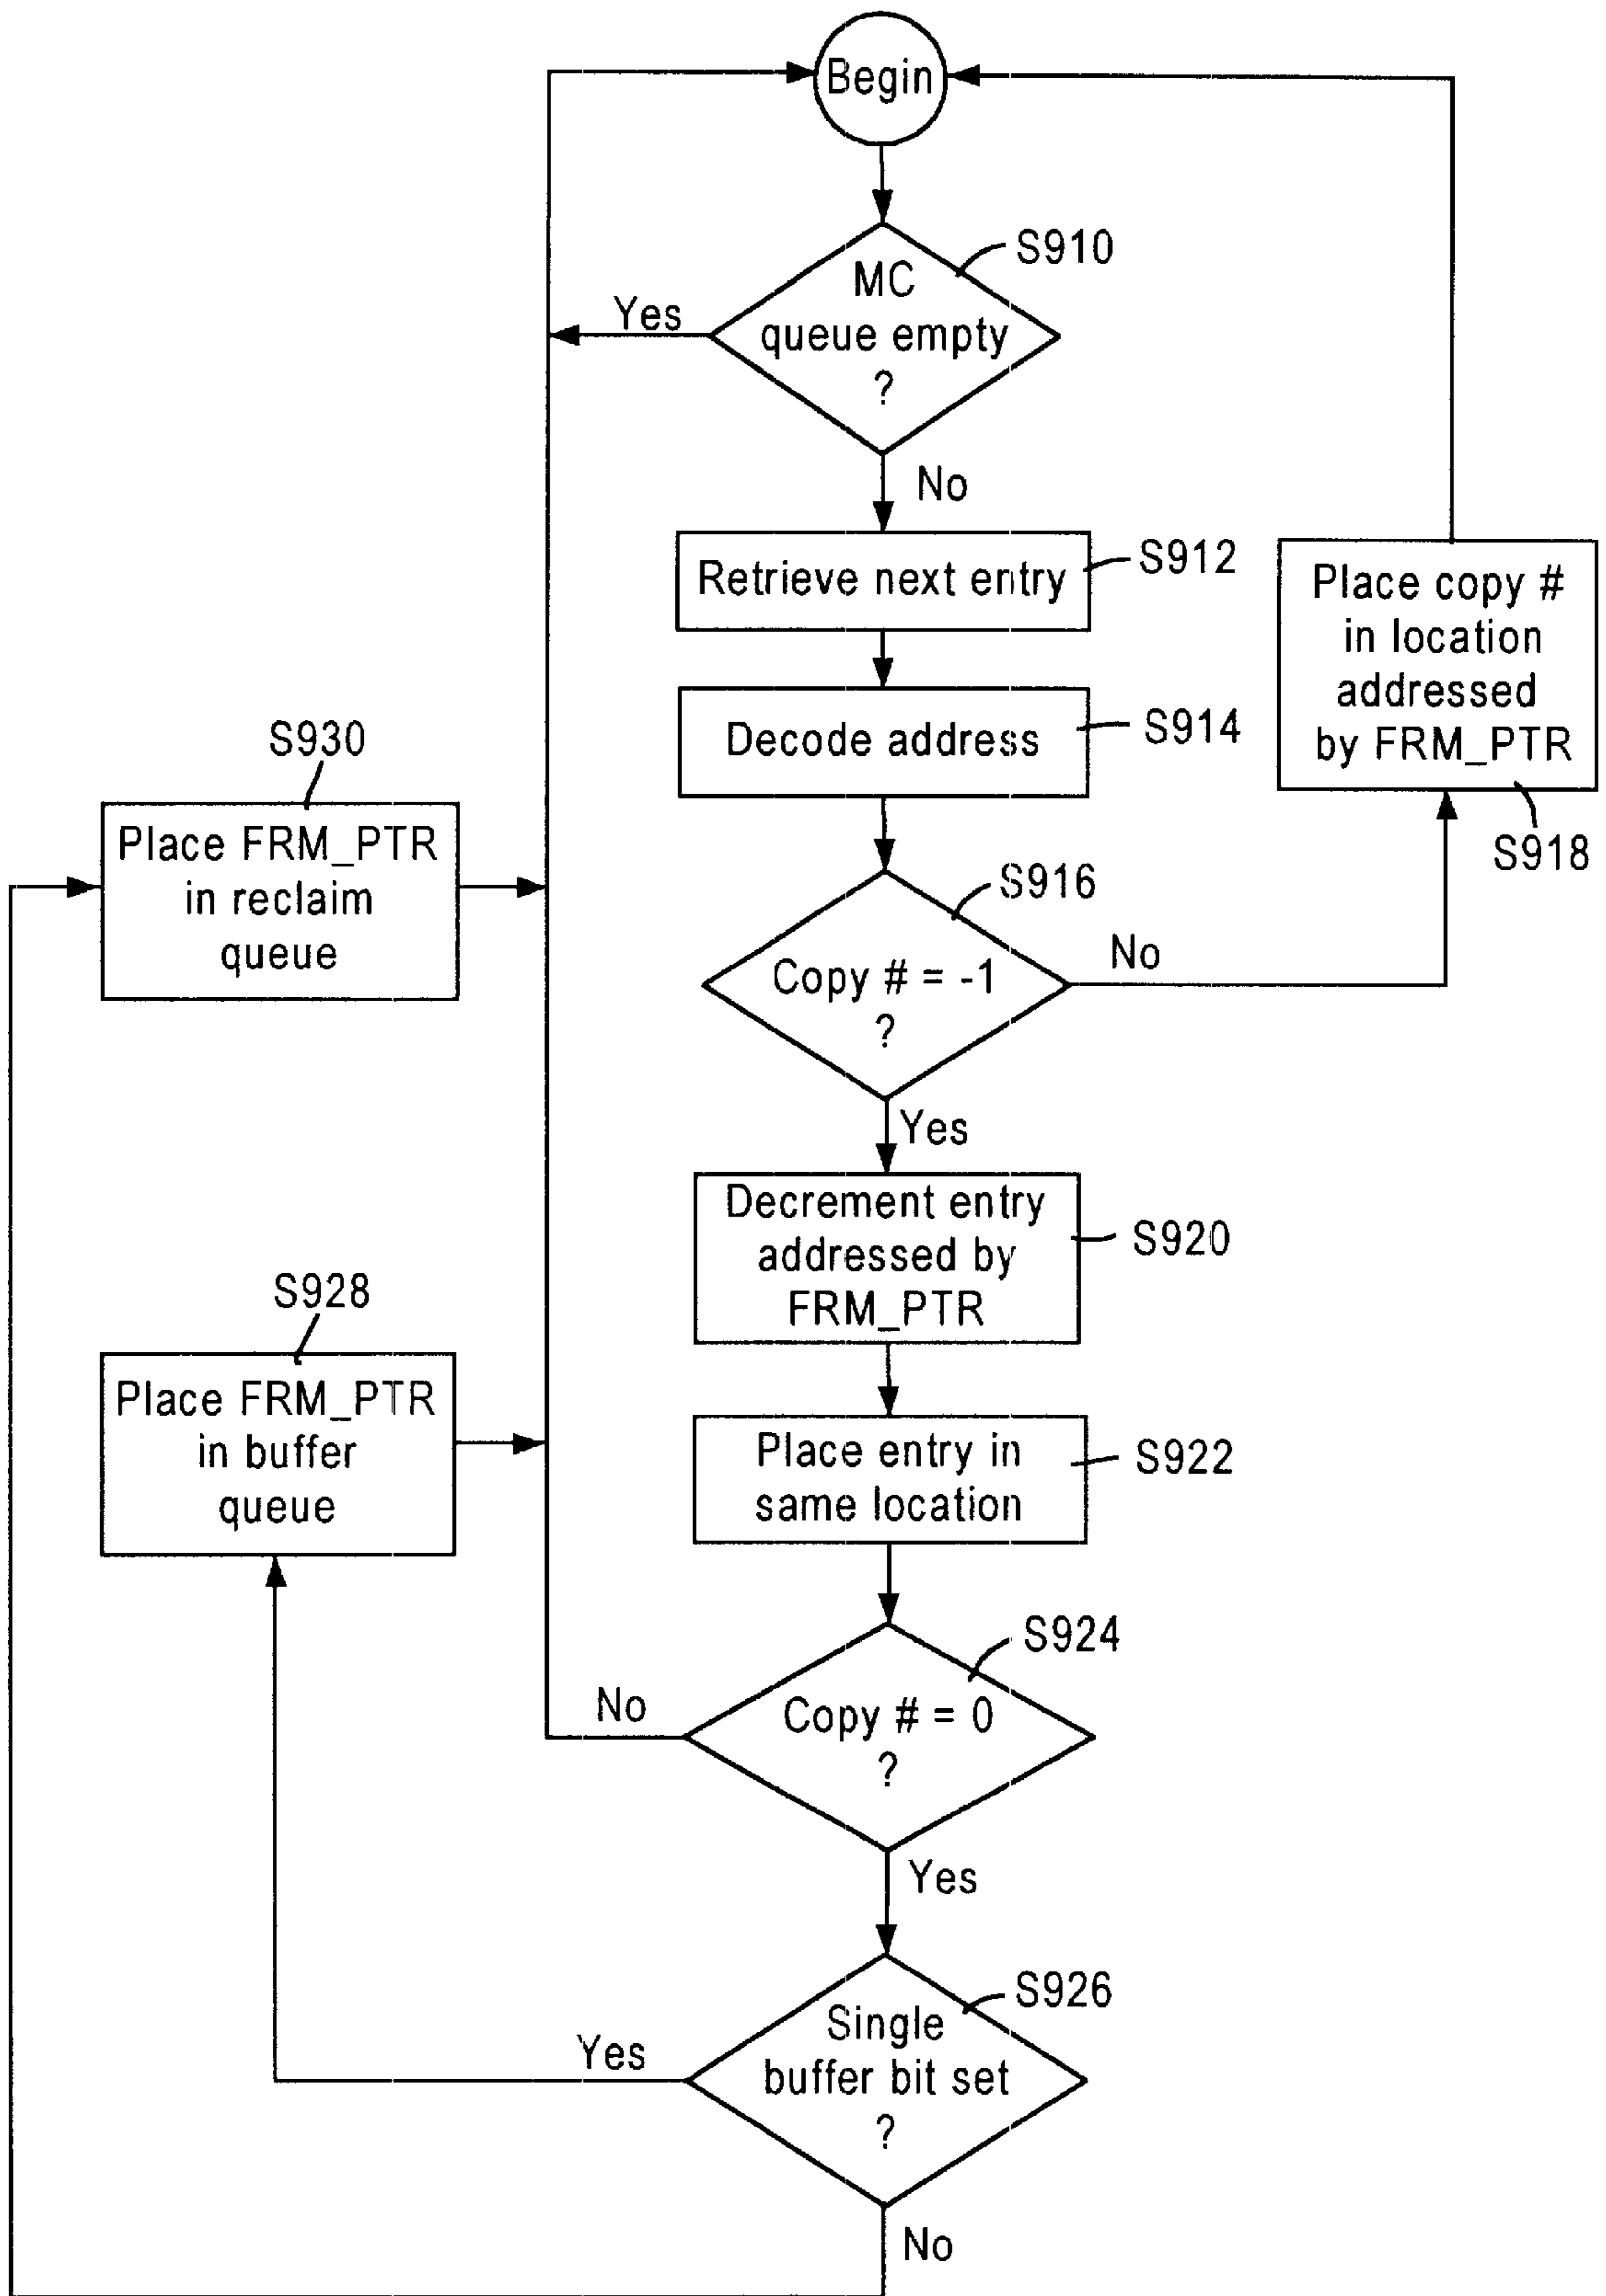 Begin
S910
MC
queue empty
?
Yes
No
Retrieve next entry
S912
Place copy #
in location
addressed
by FRM_PTR
S918
Decode address
S914
S930
Place FRM_PTR
in reclaim
queue
S916
Copy # = -1
?
No
Yes
Decrement entry
addressed by
FRM_PTR
S920
S928
Place FRM_PTR
in buffer
queue
Place entry in
same location
S922
S924
Copy # = 0
?
No
Yes
S926
Single
buffer bit set
?
Yes
No